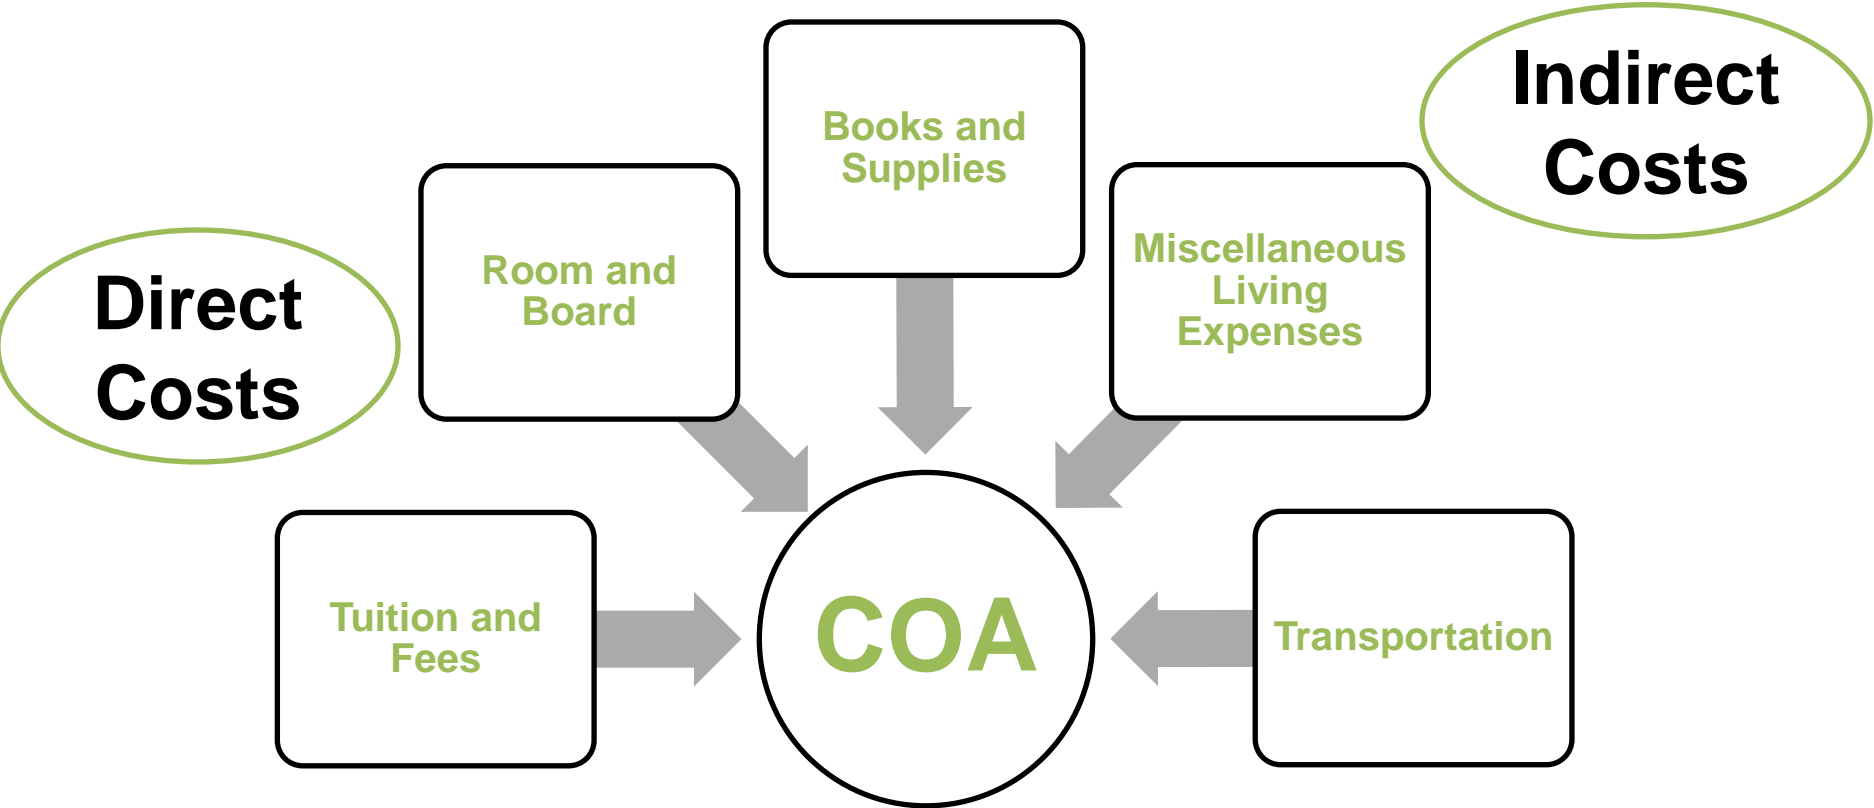 Direct
Costs
Tuition and
Fees
Room and
Board
Books and
Supplies
Miscellaneous
Living
Expenses
Transportation
Indirect
Costs
COA